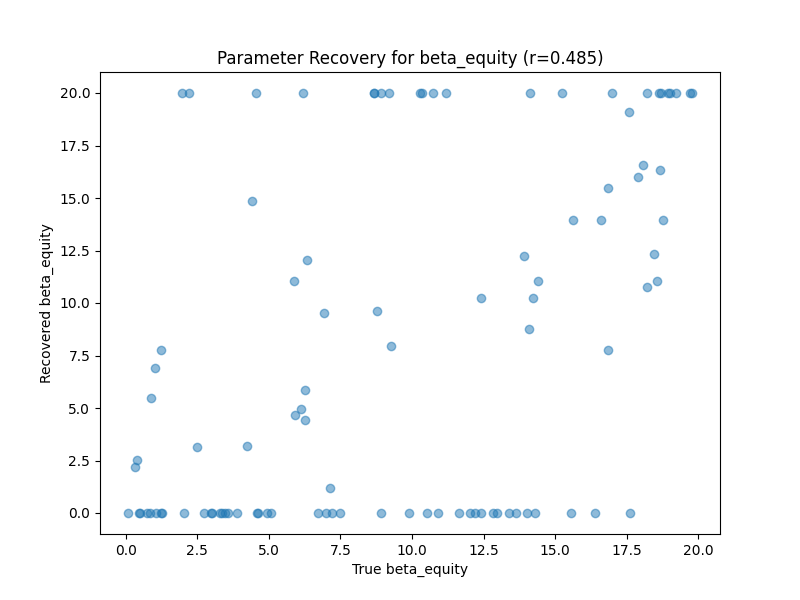 Parameter Recovery for beta_equity (r=0.485)
20.0
17.5
15.0
12.5
10.0
7.5
5.0
2.5
0.0
Recovered beta_equity
0.0 2.5 5.0 7.5 10.0 12.5 15.0 17.5 20.0
True beta_equity